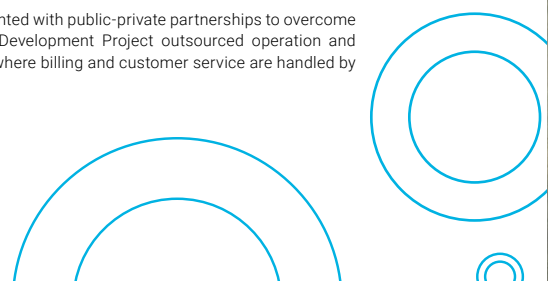 with public-private partnerships to overcome
Development Project outsourced operation and
where billing and customer service are handled by